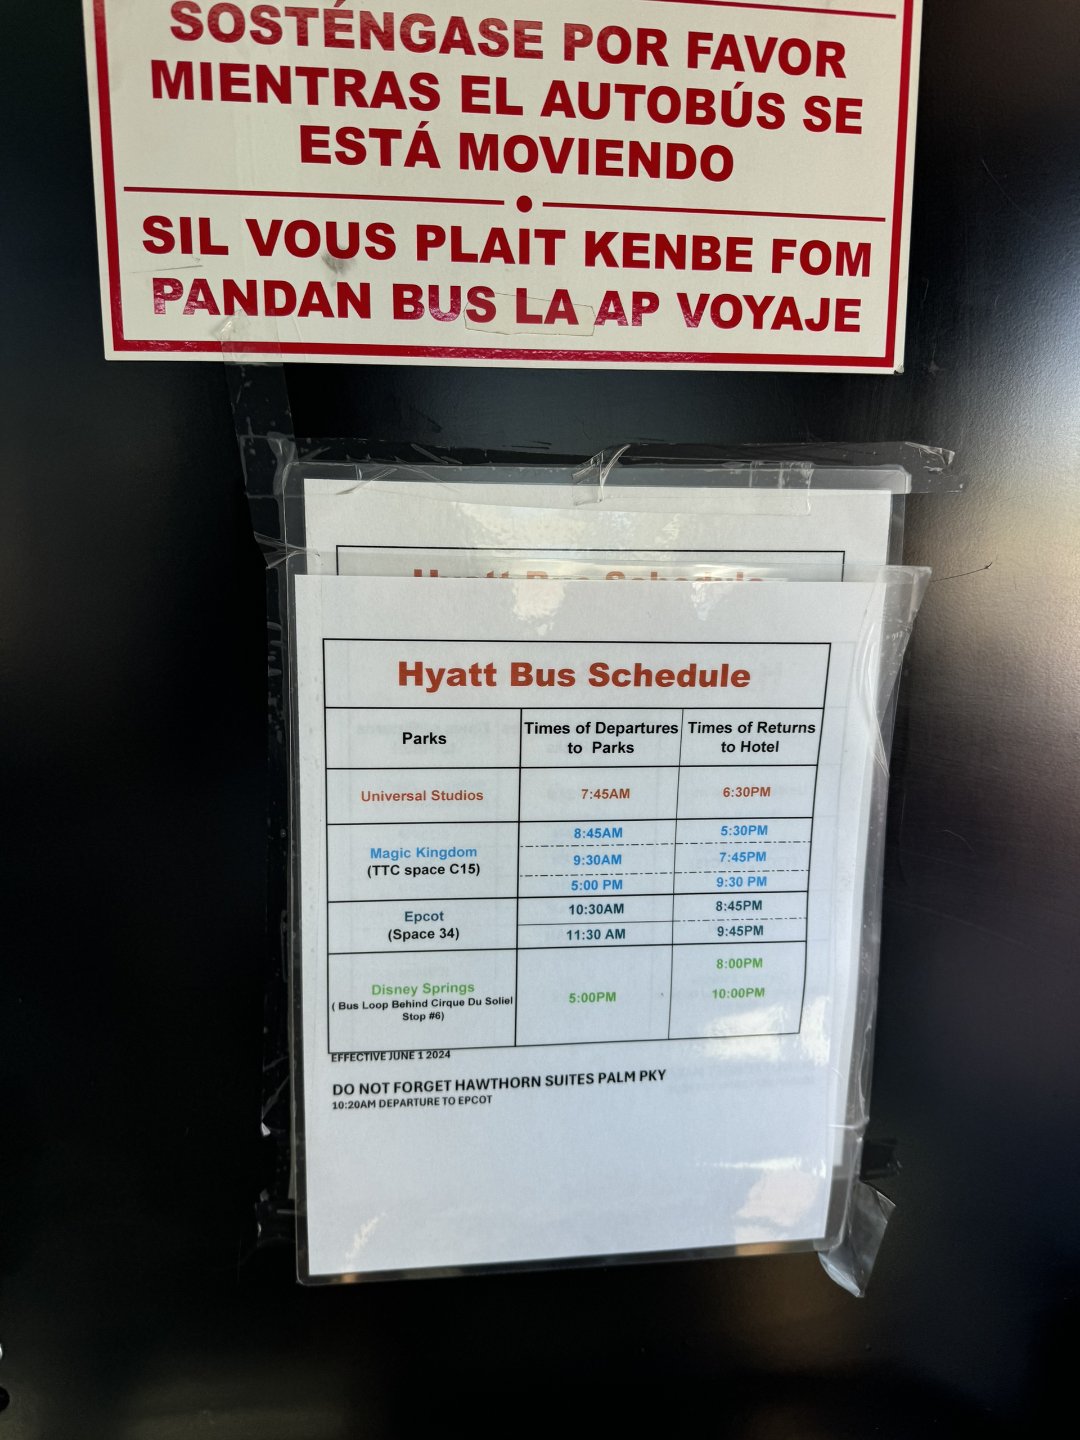 SOSTÉNGASE POR FAVOR
MIENTRAS EL AUTOBÚS SE
ESTÁ MOVIENDO
SIL VOUS PLAIT KENBE FOM
PANDAN BUS LA AP VOYAJE
Hyatt Bus Schedule
Hyatt Bus Schedule
Parks
Times of Departures
to Parks
Times of Returns
to Hotel
Universal Studios
7:45AM
6:30PM
Magic Kingdom
(TTC space C15)
8:45AM
5:30PM
9:30AM
7:45PM
5:00 PM
9:30 PM
Epcot
(Space 34)
10:30AM
8:45PM
11:30 AM
9:45PM
Disney Springs
( Bus Loop Behind Cirque Du Soliel
Stop #6)
5:00PM
8:00PM
10:00PM
EFFECTIVE JUNE 1 2024
DO NOT FORGET HAWTHORN SUITES PALM PKY
10:20AM DEPARTURE TO EPCOT